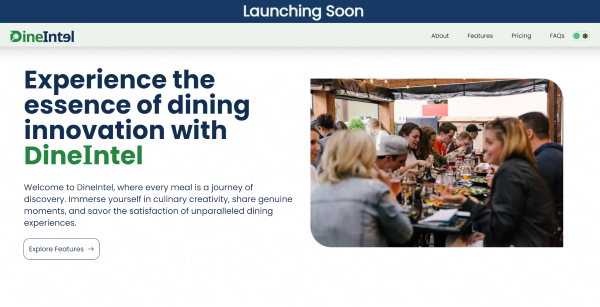 Launching Soon
DineIntel
About Features Pricing FAQs
Experience the
essence of dining
innovation with
DineIntel
Welcome to DineIntel, where every meal is a journey of
discovery. Immerse yourself in culinary creativity, share genuine
moments, and savor the satisfaction of unparalleled dining
experiences.
Explore Features →